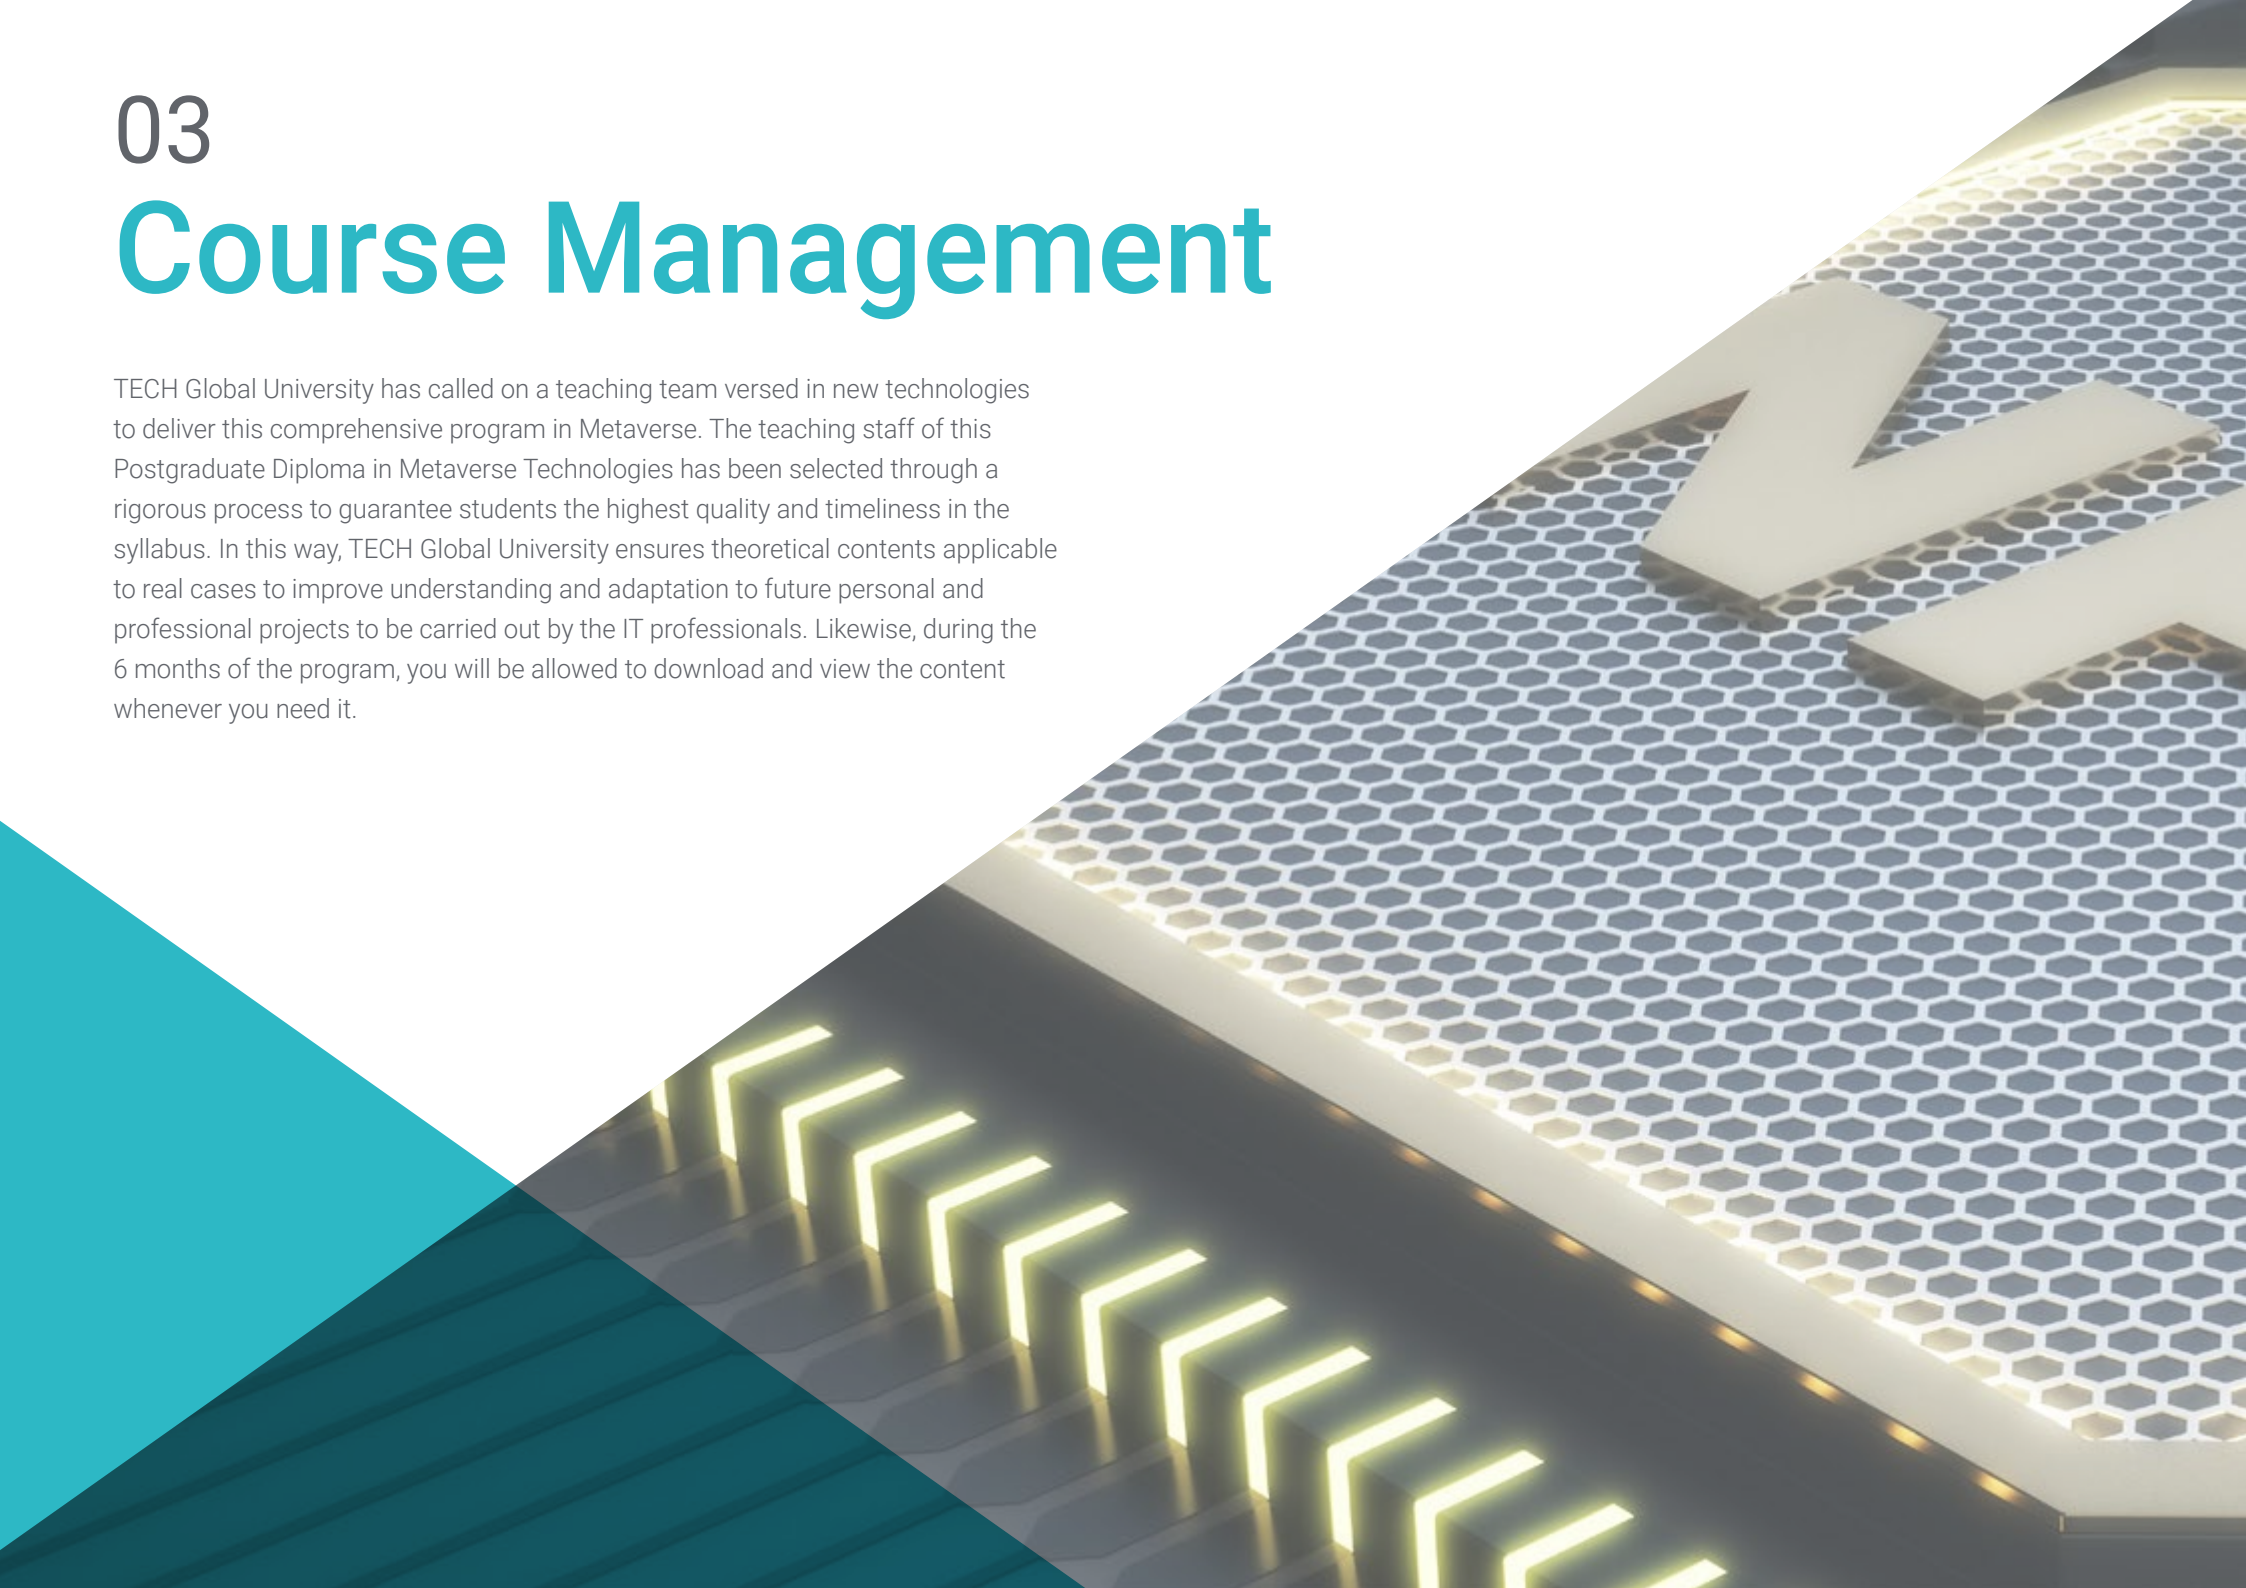 03
Course Management
TECH Global University has called on a teaching team versed in new technologies
to deliver this comprehensive program in Metaverse. The teaching staff of this
Postgraduate Diploma in Metaverse Technologies has been selected through a
rigorous process to guarantee students the highest quality and timeliness in the
syllabus. In this way, TECH Global University ensures theoretical contents applicable
to real cases to improve understanding and adaptation to future personal and
professional projects to be carried out by the IT professionals. Likewise, during the
6 months of the program, you will be allowed to download and view the content
whenever you need it.